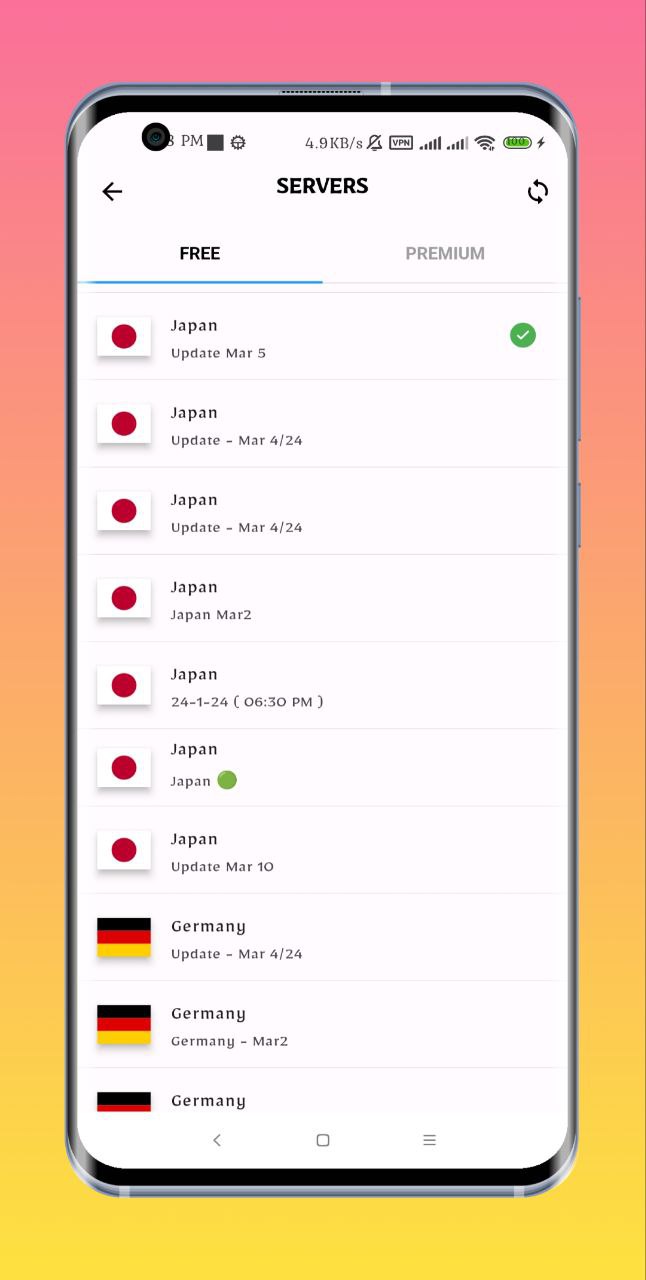 PM 4.9KB/s VPN 100
SERVERS
FREE PREMIUM
Japan
Update Mar 5
Japan
Update - Mar 4/24
Japan
Update - Mar 4/24
Japan
Japan Mar2
Japan
24-1-24 ( 06:30 PM )
Japan
Japan
Japan
Update Mar 10
Germany
Update - Mar 4/24
Germany
Germany - Mar2
Germany